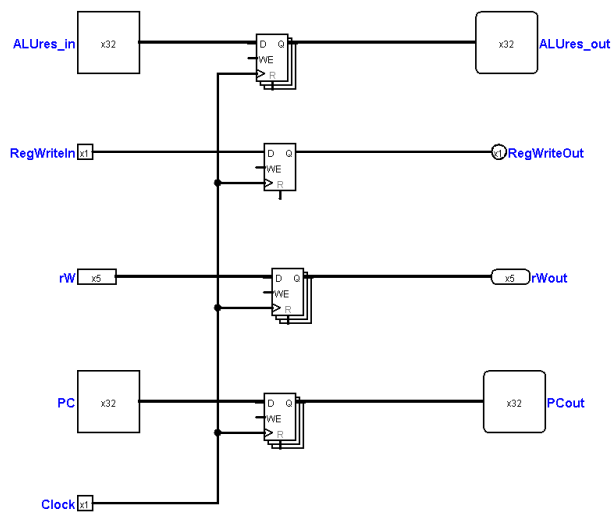 ALUres_in x32 D Q WE R x32 ALUres_out
RegWriteIn x1 D Q WE R x1 RegWriteOut
rW x5 D Q WE R x5 rWout
PC x32 D Q WE R x32 PCout
Clock x1